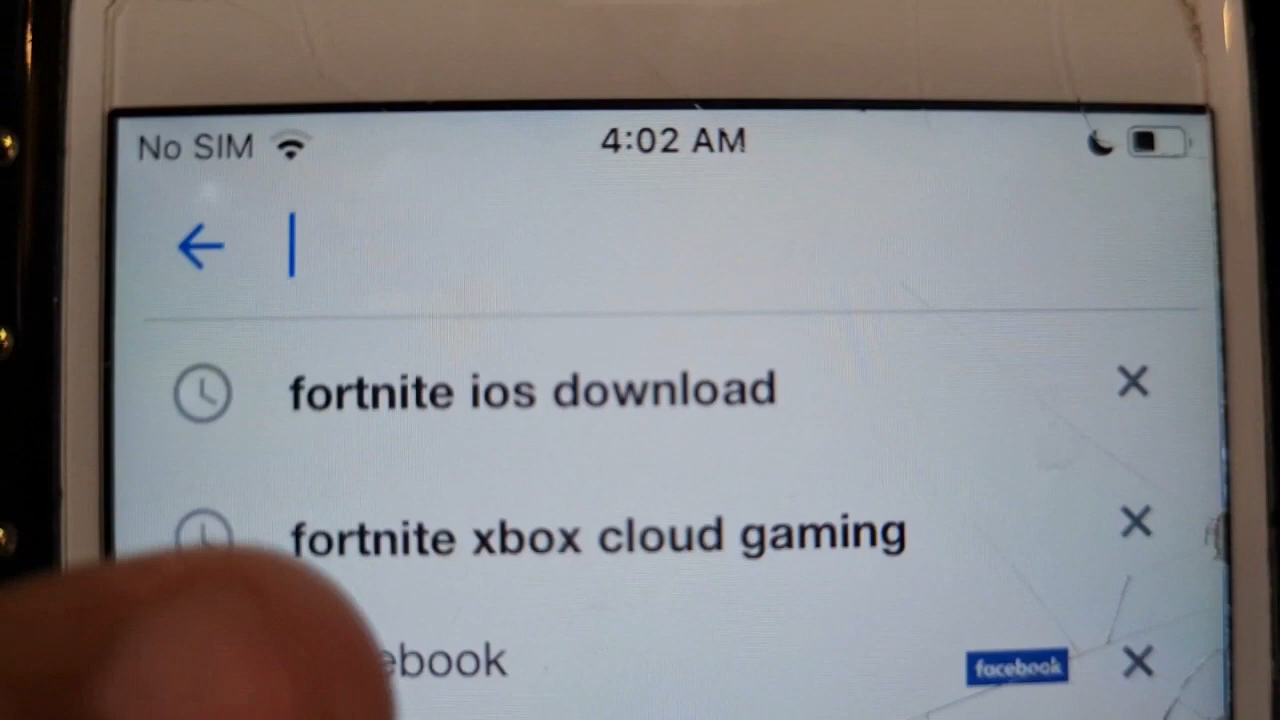 No SIM 4:02 AM
fortnite ios download
fortnite xbox cloud gaming
ebook facebook